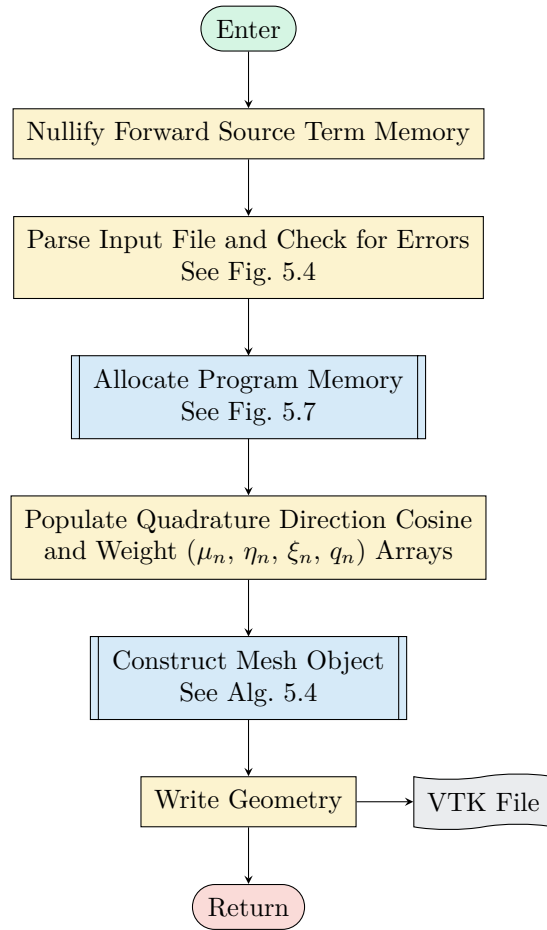 Enter
Nullify Forward Source Term Memory
Parse Input File and Check for Errors
See Fig. 5.4
Allocate Program Memory
See Fig. 5.7
Populate Quadrature Direction Cosine
and Weight (μₙ, ηₙ, ξₙ, qₙ) Arrays
Construct Mesh Object
See Alg. 5.4
Write Geometry
VTK File
Return